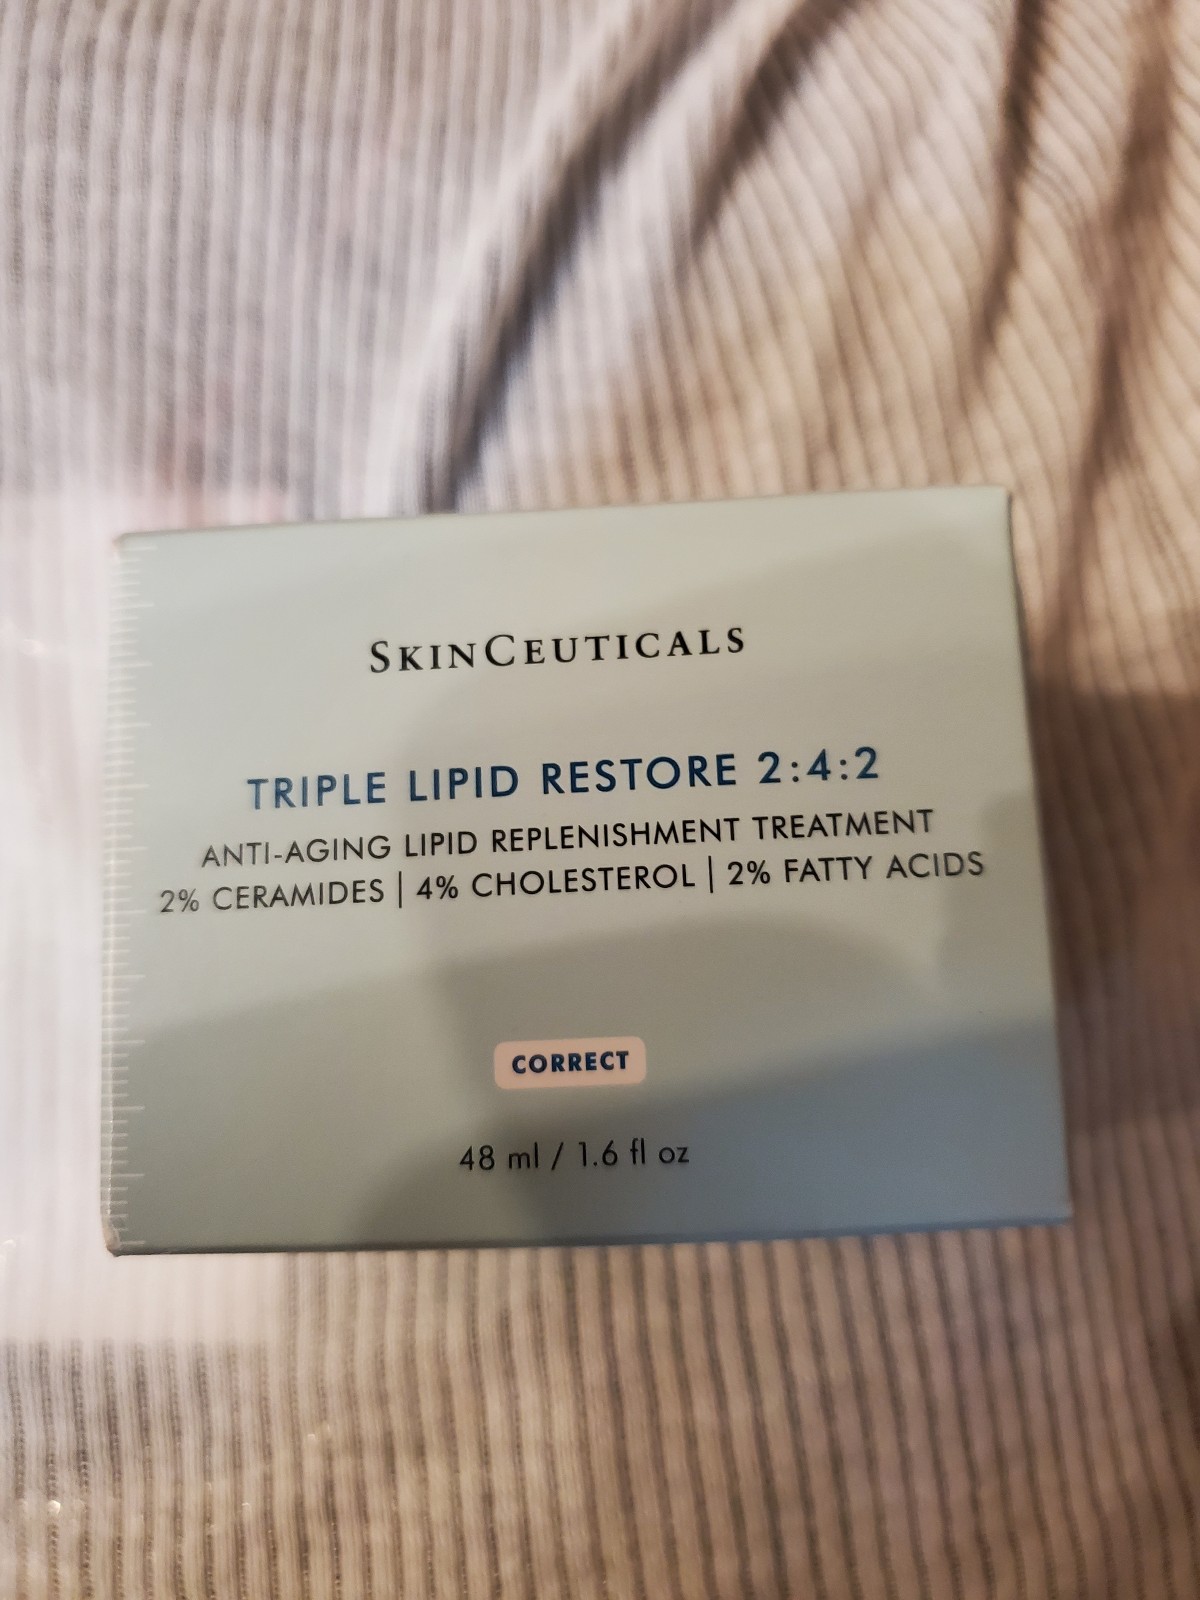 SKINCEUTICALS
TRIPLE LIPID RESTORE 2:4:2
ANTI-AGING LIPID REPLENISHMENT TREATMENT
2% CERAMIDES | 4% CHOLESTEROL | 2% FATTY ACIDS
CORRECT
48 ml / 1.6 fl oz